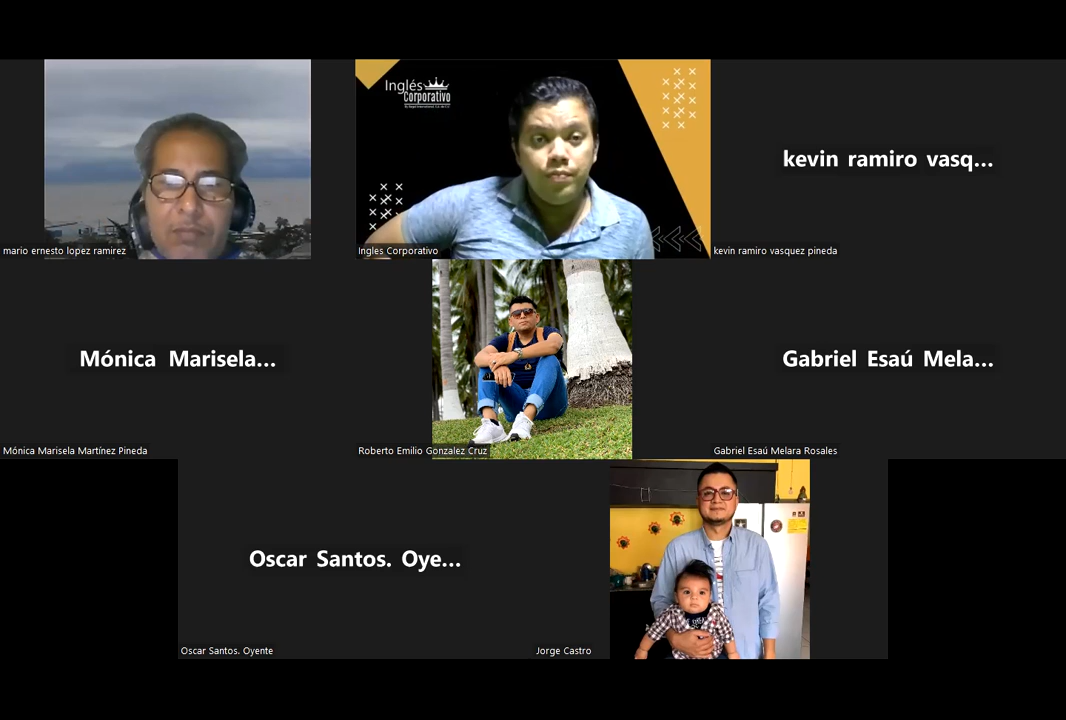 Inglés
Corporativo
kevin ramiro vasq...
mario ernesto lopez ramirez
Ingles Corporativo
kevin ramiro vasquez pineda
Mónica Marisela...
Gabriel Esaú Mela...
Mónica Marisela Martínez Pineda
Roberto Emilio Gonzalez Cruz
Gabriel Esaú Melara Rosales
Oscar Santos. Oye...
Oscar Santos. Oyente
Jorge Castro